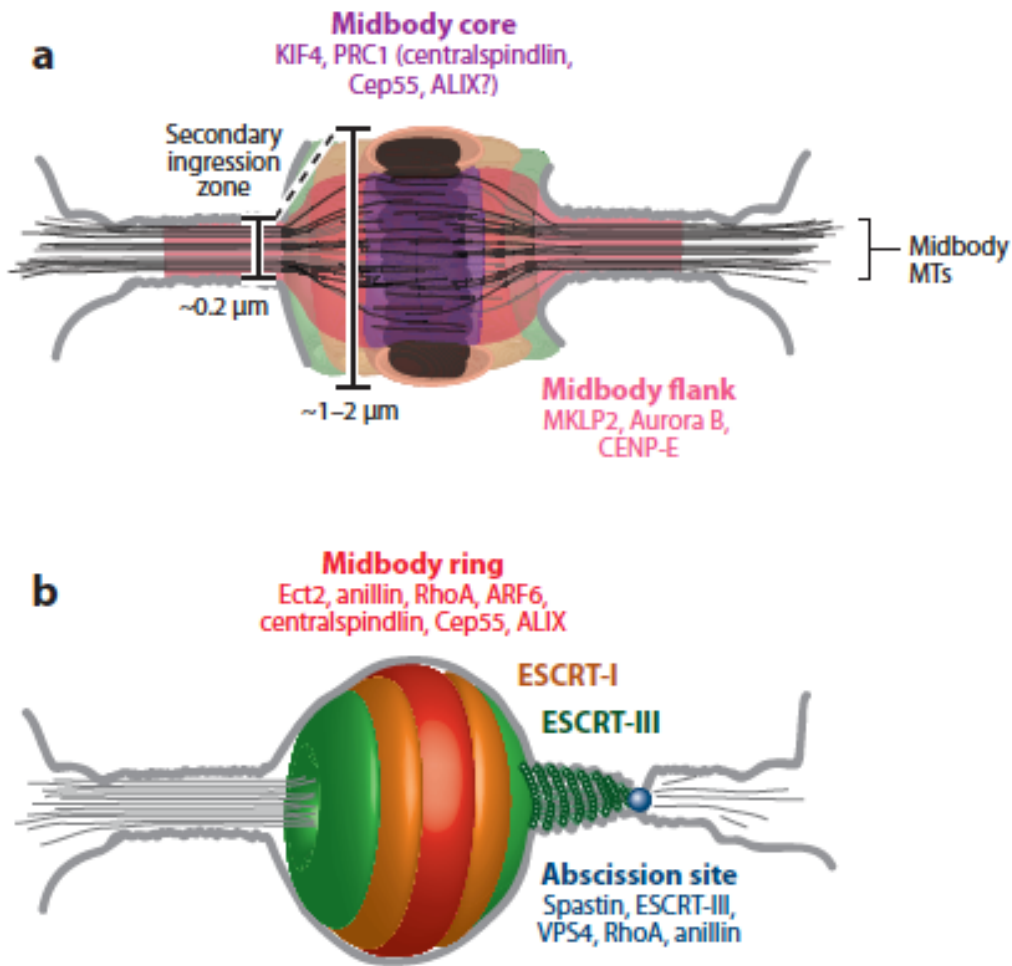 a
Midbody core
KIF4, PRC1 (centralspindlin,
Cep55, ALIX?)
Secondary
ingression
zone
~0.2 μm
~1–2 μm
Midbody
MTs
Midbody flank
MKLP2, Aurora B,
CENP-E
b
Midbody ring
Ect2, anillin, RhoA, ARF6,
centralspindlin, Cep55, ALIX
ESCRT-I
ESCRT-III
Abscission site
Spastin, ESCRT-III,
VPS4, RhoA, anillin